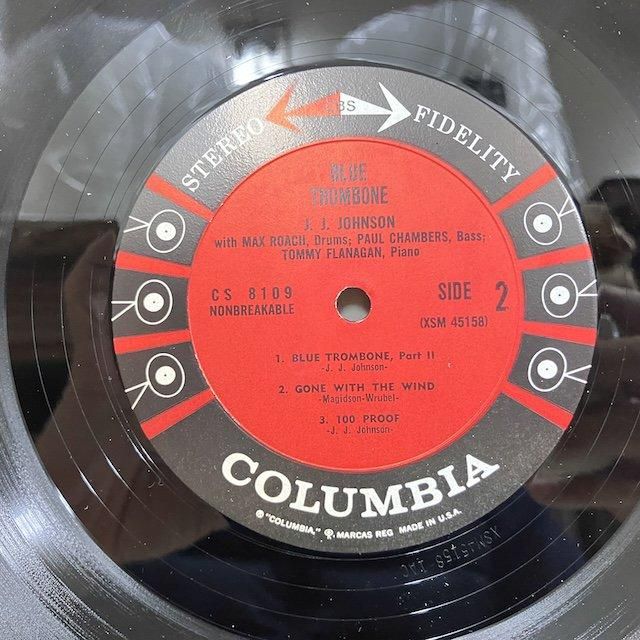 STEREO CBS FIDELITY
BLUE
TROMBONE
J. J. JOHNSON
with MAX ROACH, Drums; PAUL CHAMBERS, Bass;
TOMMY FLANAGAN, Piano
CS 8109
NONBREAKABLE
SIDE 2
(XSM 45158)
1. BLUE TROMBONE, Part II
-J. J. Johnson-
2. GONE WITH THE WIND
-Magidson-Wrubel-
3. 100 PROOF
-J. J. Johnson-
COLUMBIA
® "COLUMBIA," MARCAS REG MADE IN U.S.A.